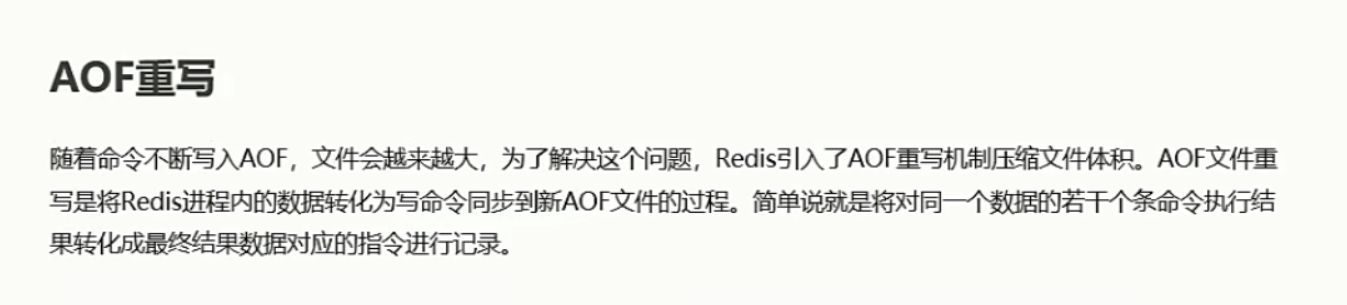 AOF重写
随着命令不断写入AOF，文件会越来越大，为了解决这个问题，Redis引入了AOF重写机制压缩文件体积。AOF文件重
写是将Redis进程内的数据转化为写命令同步到新AOF文件的过程。简单说就是将对同一个数据的若干个条命令执行结
果转化成最终结果数据对应的指令进行记录。